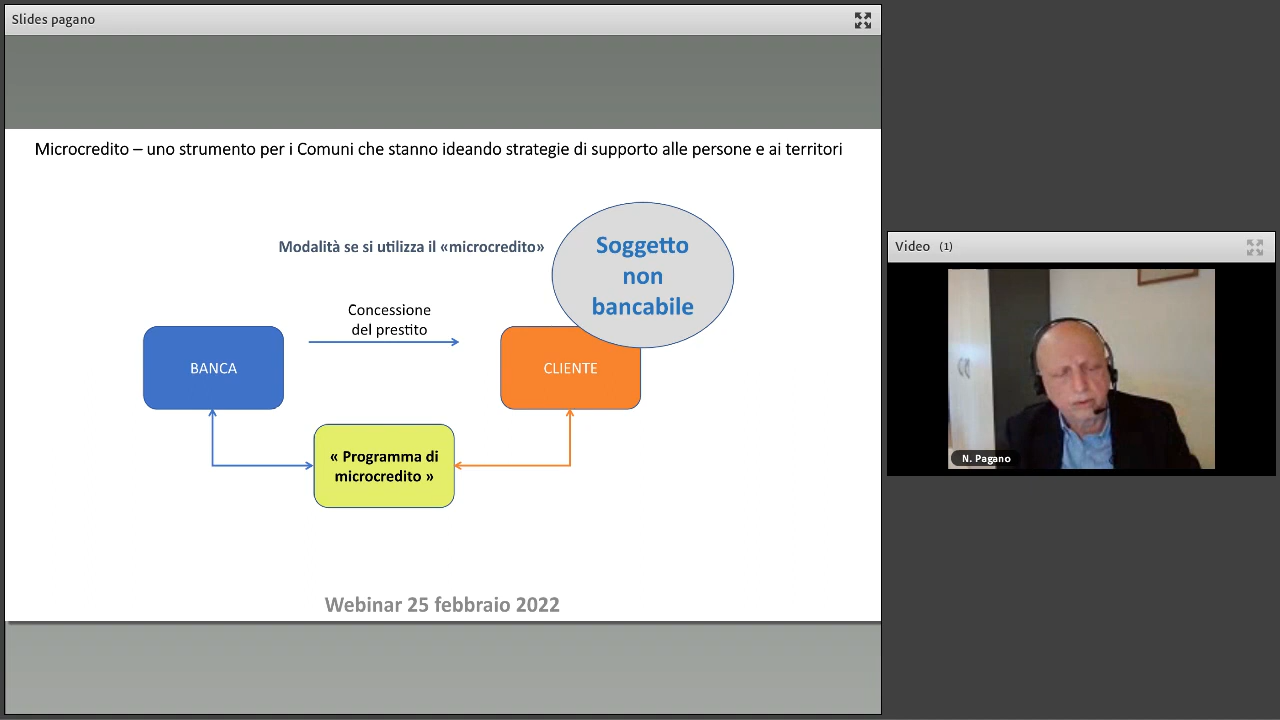 Slides pagano
Microcredito – uno strumento per i Comuni che stanno ideando strategie di supporto alle persone e ai territori
Modalità se si utilizza il «microcredito»
Soggetto
non
bancabile
Concessione
del prestito
BANCA
CLIENTE
« Programma di
microcredito »
Webinar 25 febbraio 2022
Video (1)
N. Pagano